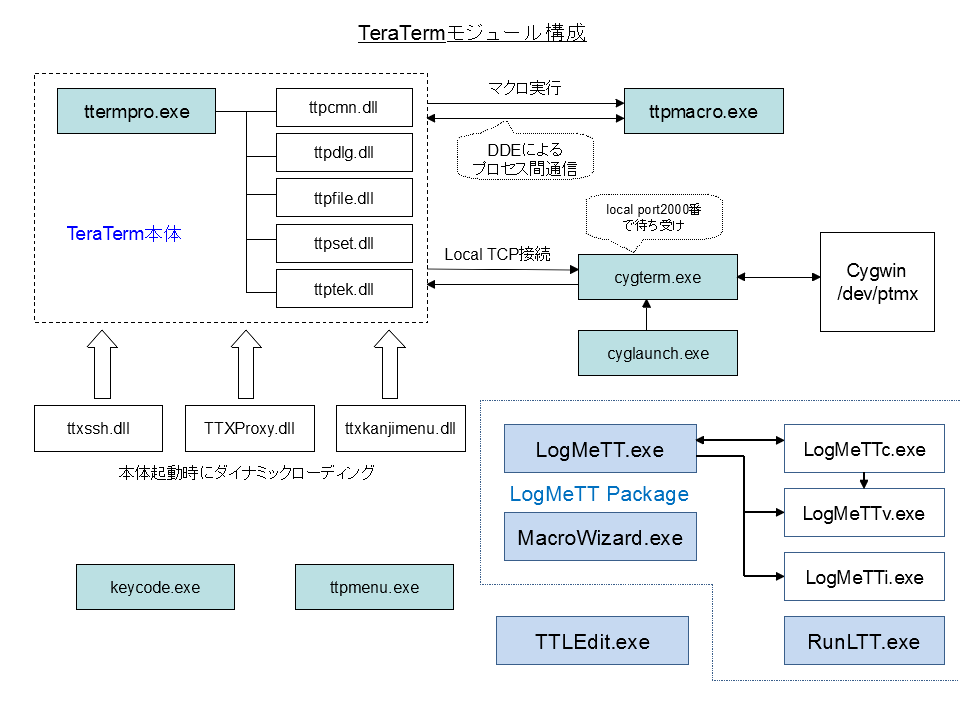 TeraTermモジュール構成
ttermpro.exe
ttpcmn.dll
ttpdlg.dll
ttpfile.dll
ttpset.dll
ttptek.dll
TeraTerm本体
マクロ実行
ttpmacro.exe
DDEによる
プロセス間通信
local port2000番
で待ち受け
Local TCP接続
cygterm.exe
Cygwin
/dev/ptmx
cyglaunch.exe
ttxssh.dll
TTXProxy.dll
ttxkanjimenu.dll
本体起動時にダイナミックローディング
LogMeTT.exe
LogMeTTc.exe
LogMeTT Package
LogMeTTv.exe
MacroWizard.exe
LogMeTTi.exe
keycode.exe
ttpmenu.exe
TTLEdit.exe
RunLTT.exe